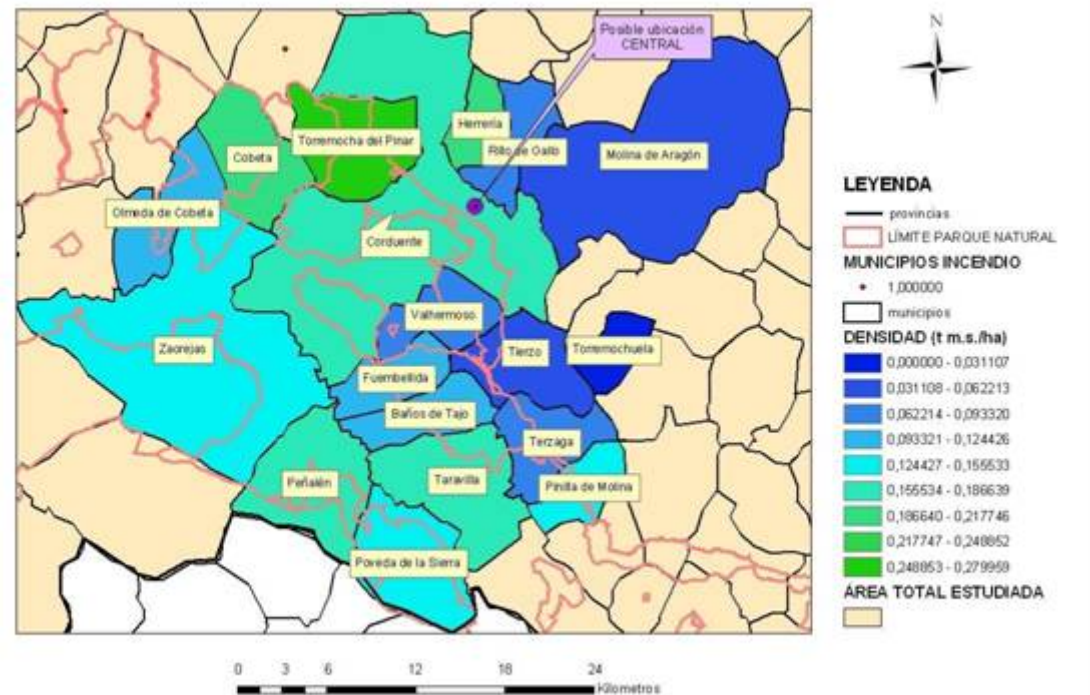 Posible ubicación
CENTRAL
N
Herrería
Torremocha del Pinar
Rillo de Gallo
Molina de Aragón
Cobeta
Olmeda de Cobeta
Corduente
Valhermoso
Zaorejas
Tierzo
Torremochuela
Fuembellida
Baños de Tajo
Terzaga
Peñalén
Taravilla
Pinilla de Molina
Poveda de la Sierra
LEYENDA
provincias
LÍMITE PARQUE NATURAL
MUNICIPIOS INCENDIO
1,000000
municipios
DENSIDAD (t m.s./ha)
0,000000 - 0,031107
0,031108 - 0,062213
0,062214 - 0,093320
0,093321 - 0,124426
0,124427 - 0,155533
0,155534 - 0,186639
0,186640 - 0,217746
0,217747 - 0,248852
0,248853 - 0,279959
AREA TOTAL ESTUDIADA
0 3 6 12 18 24
Kilometros